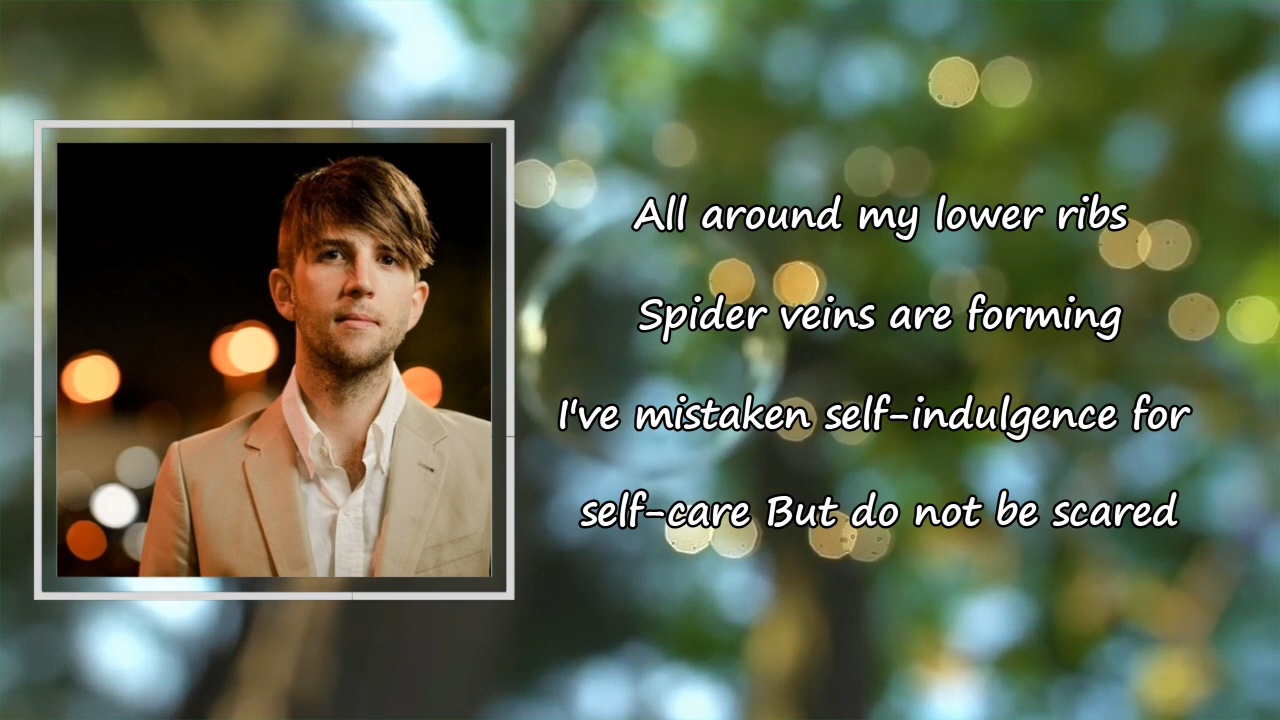 All around my lower ribs
Spider veins are forming
I've mistaken self-indulgence for
self-care But do not be scared